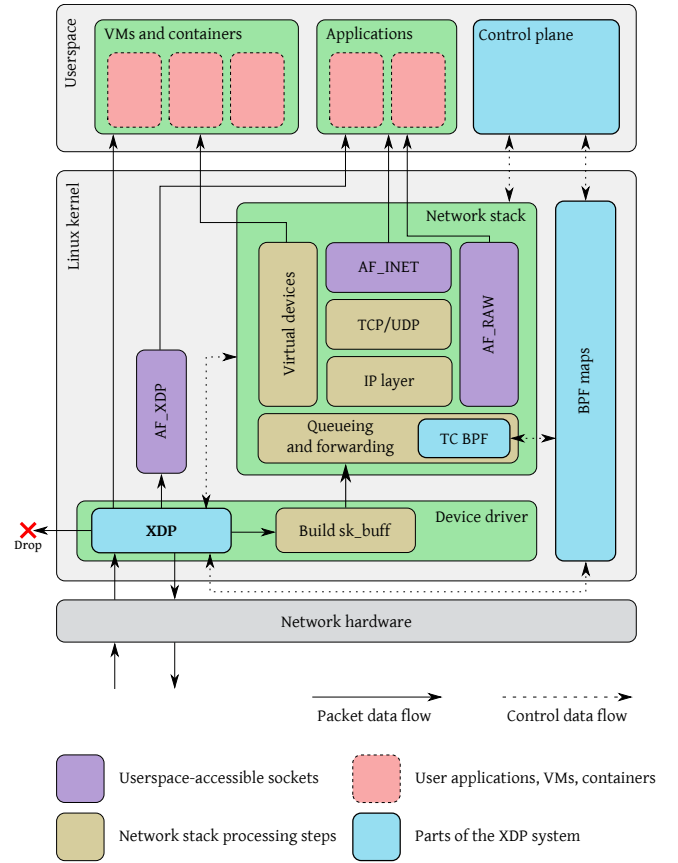 Userspace
VMs and containers
Applications
Control plane
Linux kernel
Network stack
Virtual devices
AF_INET
TCP/UDP
IP layer
AF_RAW
BPF maps
AF_XDP
Queueing
and forwarding
TC BPF
Device driver
XDP
Build sk_buff
Drop
Network hardware
Packet data flow
Control data flow
Userspace-accessible sockets
User applications, VMs, containers
Network stack processing steps
Parts of the XDP system